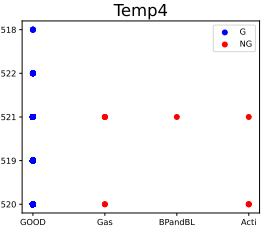 Temp4
G
NG
518
522
521
519
520
GOOD
Gas
BPandBL
Acti